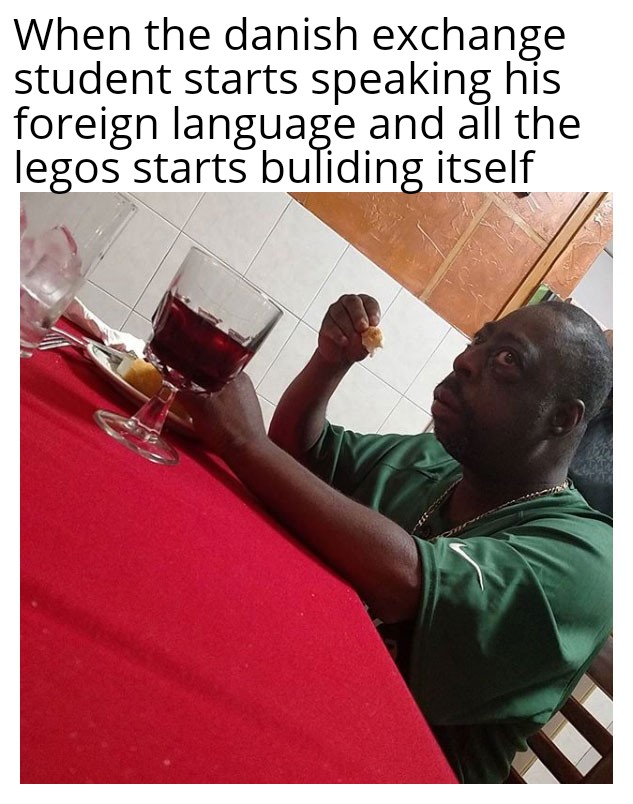 When the danish exchange
student starts speaking his
foreign language and all the
legos starts buliding itself